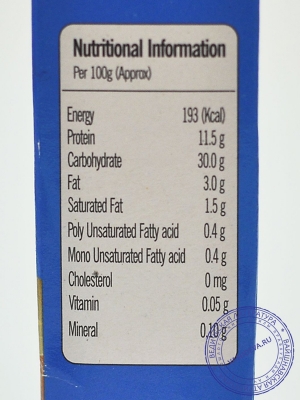 Nutritional Information
Per 100g (Approx)
Energy 193 (Kcal)
Protein 11.5 g
Carbohydrate 30.0 g
Fat 3.0 g
Saturated Fat 1.5 g
Poly Unsaturated Fatty acid 0.4 g
Mono Unsaturated Fatty acid 0.4 g
Cholesterol 0 mg
Vitamin 0.05 g
Mineral 0.10 g